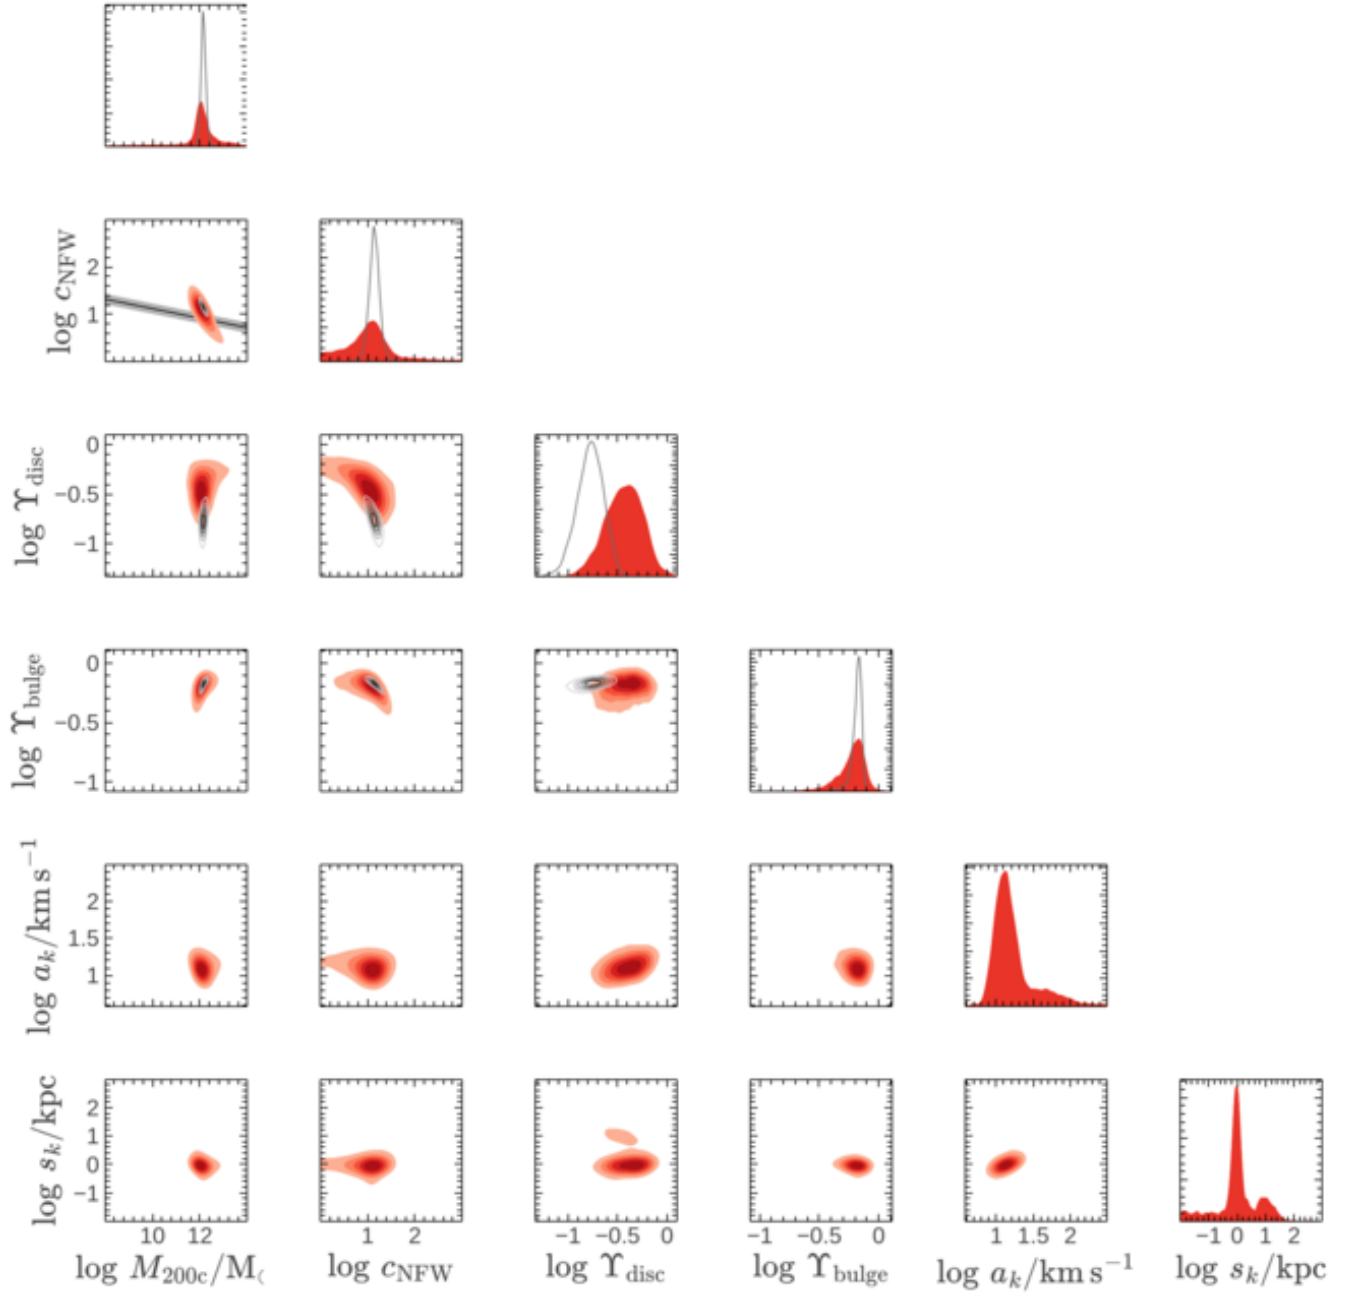 log c_NFW
2
1
log Υ_disc
0
−0.5
−1
log Υ_bulge
0
−0.5
−1
log a_k/km s⁻¹
2
1.5
1
log s_k/kpc
2
1
0
−1
10 12
1 2
−1 −0.5 0
−1 −0.5 0
1 1.5 2
−1 0 1 2
log M_200c/M
log c_NFW
log Υ_disc
log Υ_bulge
log a_k/km s⁻¹
log s_k/kpc